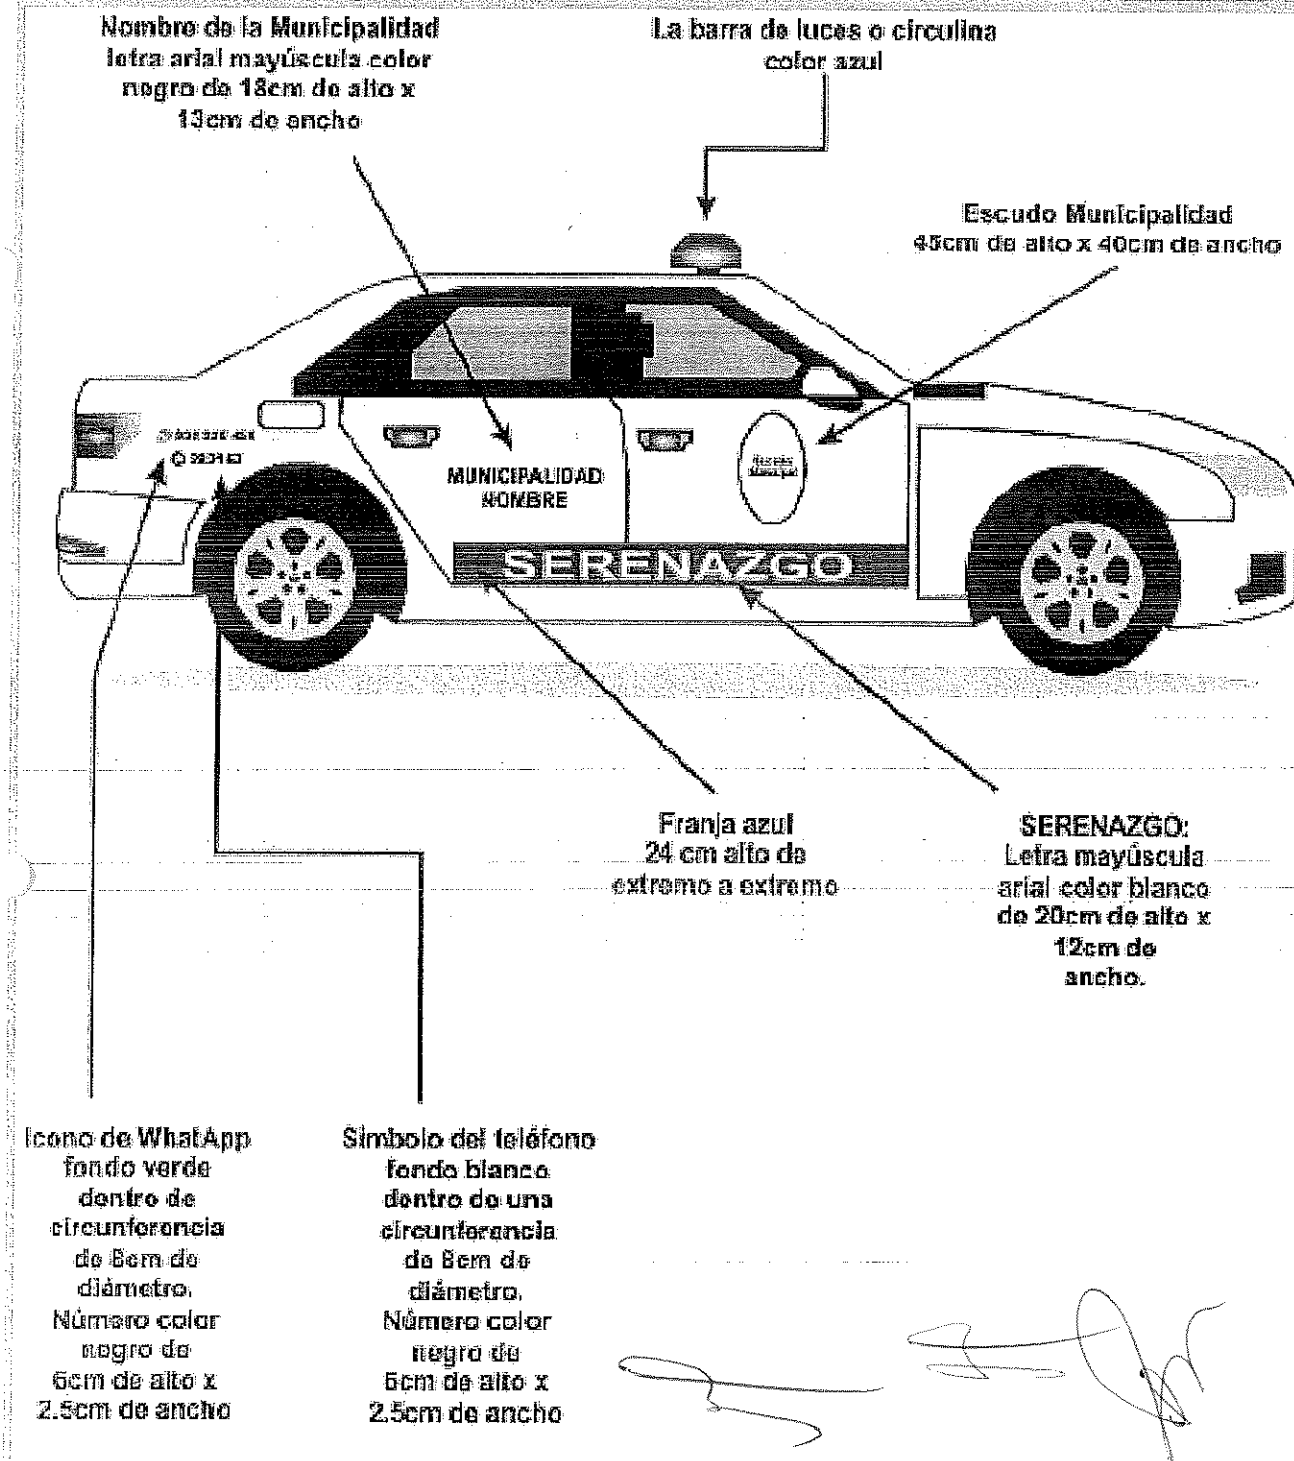 Nombre de la Municipalidad
letra arial mayúscula color
negro de 18cm de alto x
13cm de ancho
La barra de luces o circulina
color azul
Escudo Municipalidad
45cm de alto x 40cm de ancho
MUNICIPALIDAD
NOMBRE
SERENAZGO
Franja azul
24 cm alto de
extremo a extremo
SERENAZGO:
Letra mayúscula
arial color blanco
de 20cm de alto x
12cm de
ancho.
Icono de WhatApp
fondo verde
dentro de
circunferencia
de 8cm de
diámetro.
Número color
negro de
6cm de alto x
2.5cm de ancho
Símbolo del teléfono
fondo blanco
dentro de una
circunferencia
de 8cm de
diámetro.
Número color
negro de
6cm de alto x
2.5cm de ancho